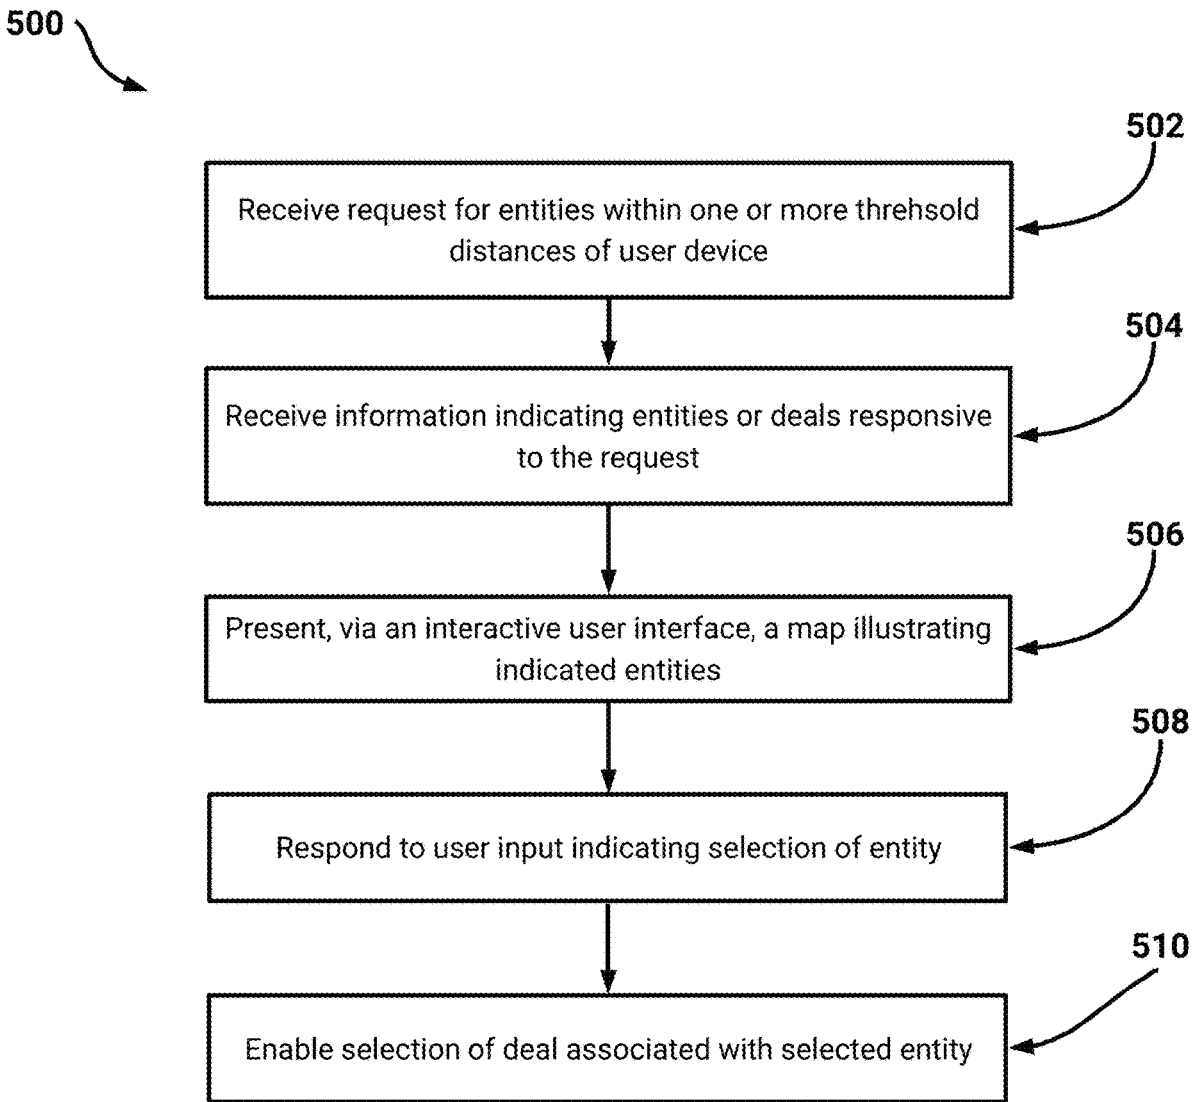 500
502
Receive request for entities within one or more threhsold
distances of user device
504
Receive information indicating entities or deals responsive
to the request
506
Present, via an interactive user interface, a map illustrating
indicated entities
508
Respond to user input indicating selection of entity
510
Enable selection of deal associated with selected entity